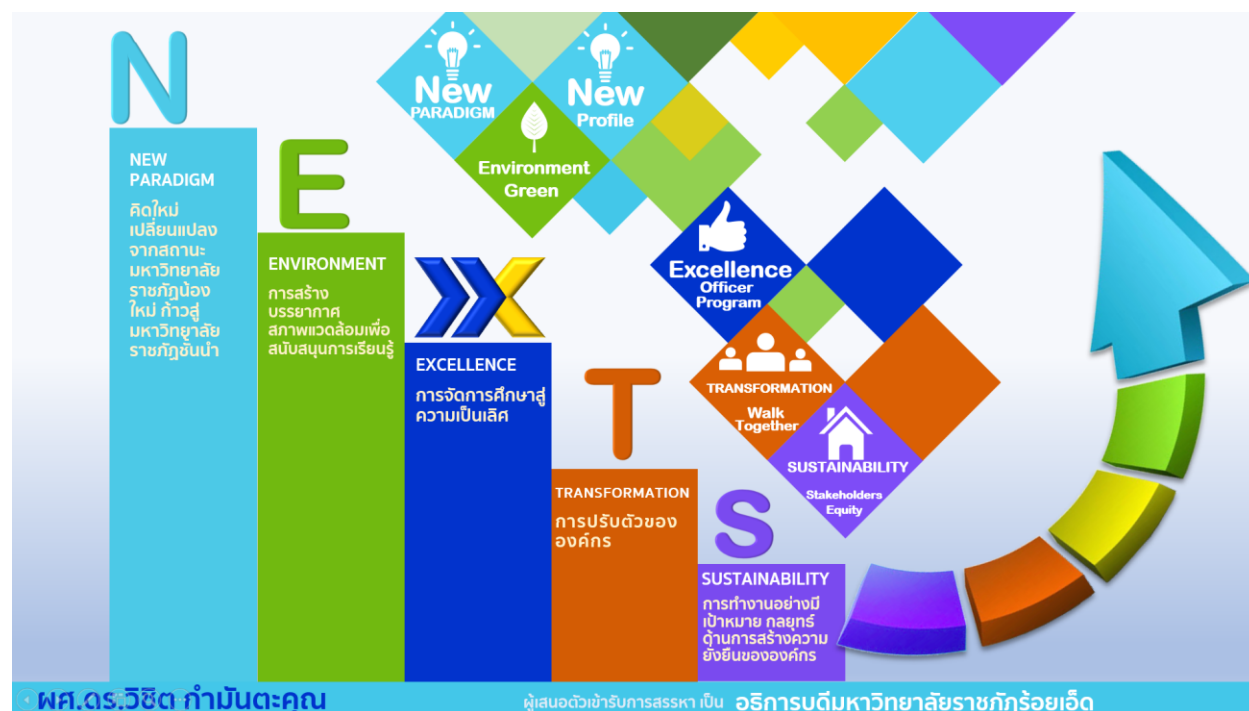 N
NEW
PARADIGM
คิดใหม่
เปลี่ยนแปลง
จากสถานะ
มหาวิทยาลัย
ราชภัฏน้อง
ใหม่ ก้าวสู่
มหาวิทยาลัย
ราชภัฏชั้นนำ
E
ENVIRONMENT
การสร้าง
บรรยากาศ
สภาพแวดล้อมเพื่อ
สนับสนุนการเรียนรู้
X
EXCELLENCE
การจัดการศึกษาสู่
ความเป็นเลิศ
T
TRANSFORMATION
การปรับตัวของ
องค์กร
S
SUSTAINABILITY
การทำงานอย่างมี
เป้าหมาย กลยุทธ์
ด้านการสร้างความ
ยั่งยืนขององค์กร
New
PARADIGM
New
Profile
Environment
Green
Excellence
Officer
Program
TRANSFORMATION
Walk
Together
SUSTAINABILITY
Stakeholders
Equity
ผศ.ดร.วิชิต กำมันตะคุณ
ผู้เสนอตัวเข้ารับการสรรหา เป็น อธิการบดีมหาวิทยาลัยราชภัภร้อยเอ็ด